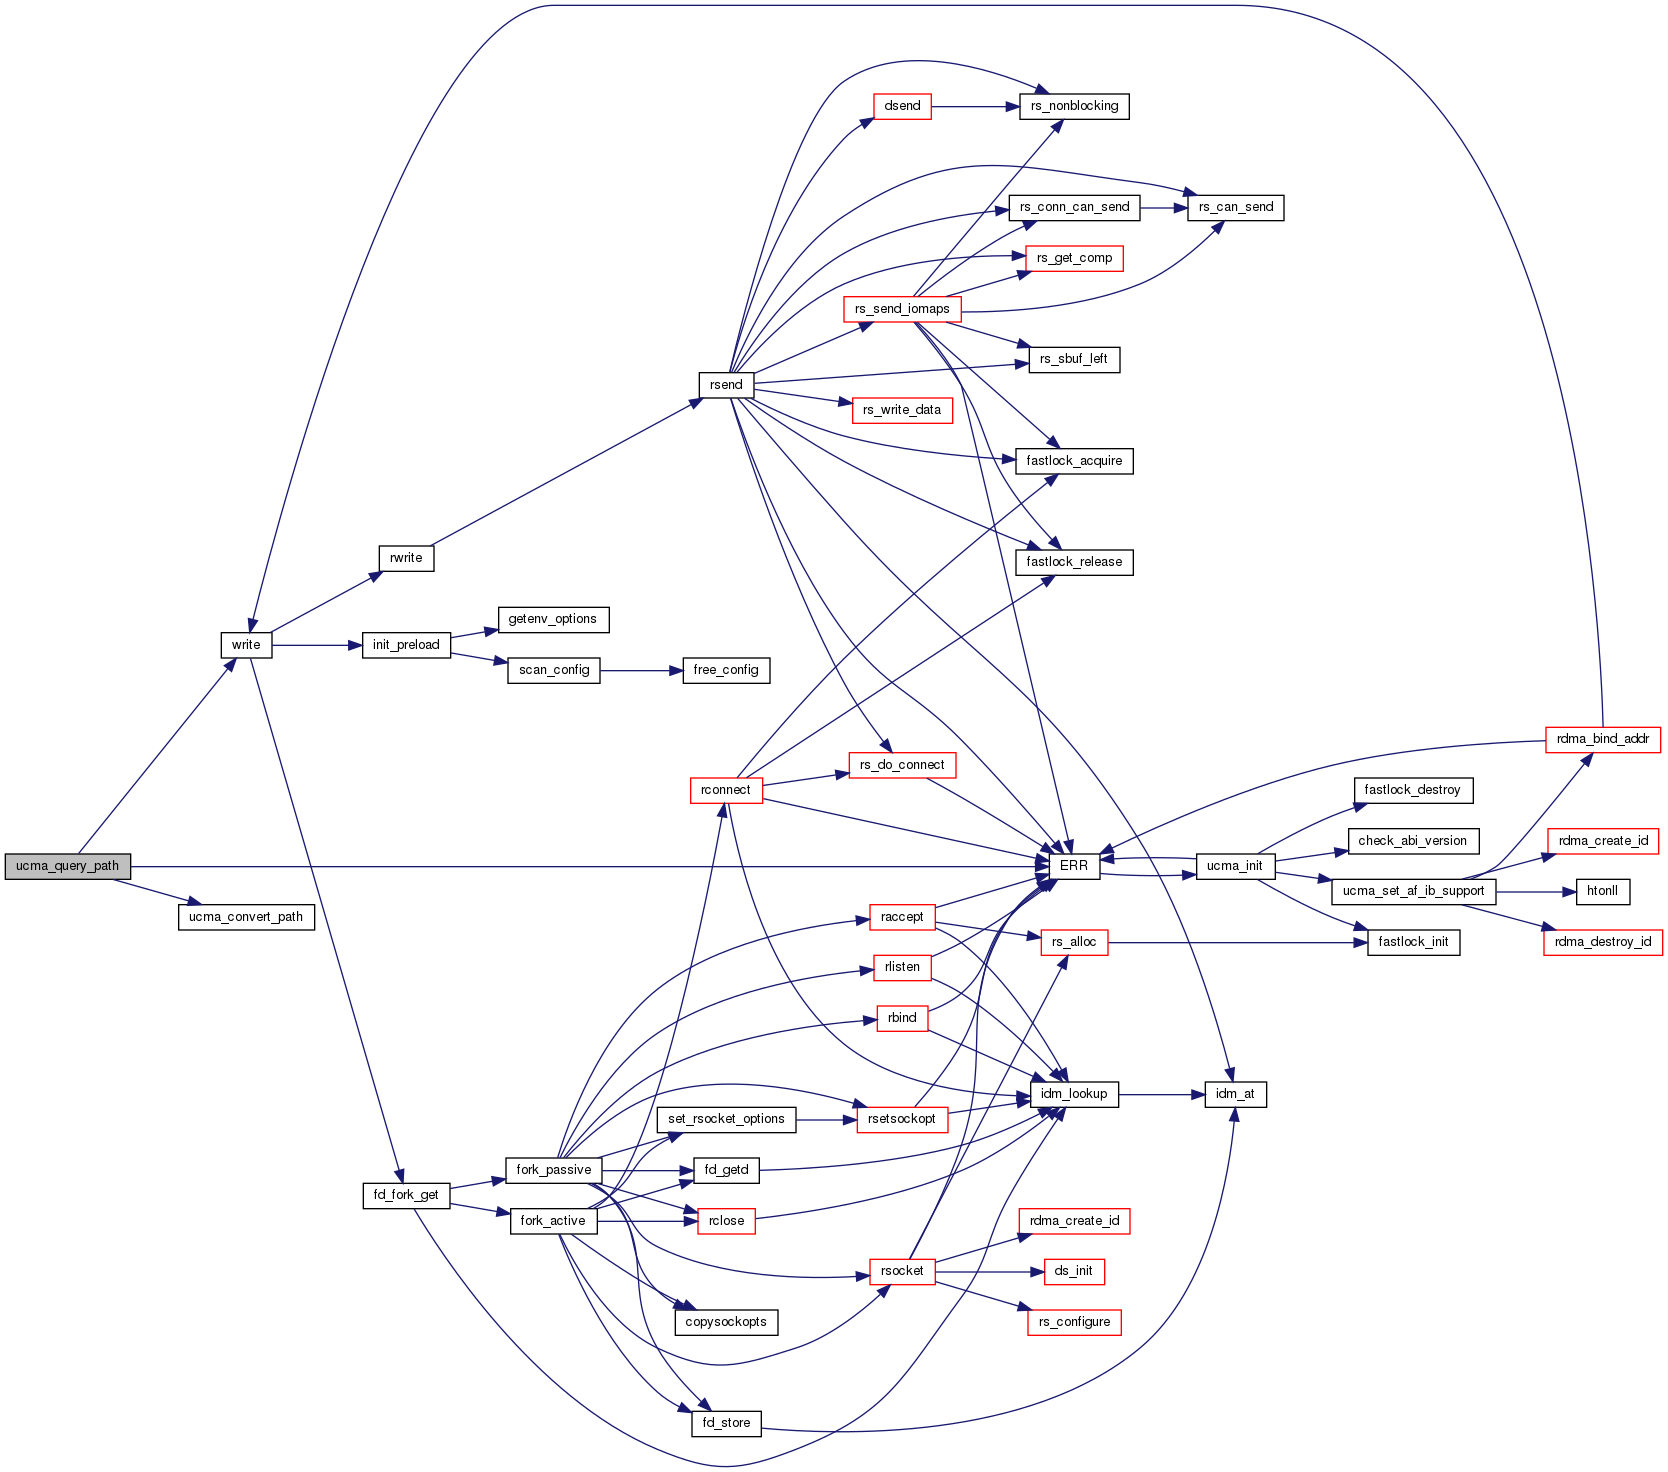 dsend
rs_nonblocking
rs_conn_can_send
rs_can_send
rs_get_comp
rs_send_iomaps
rs_sbuf_left
rsend
rs_write_data
fastlock_acquire
rwrite
fastlock_release
getenv_options
write
init_preload
scan_config
free_config
rdma_bind_addr
rs_do_connect
rconnect
fastlock_destroy
check_abi_version
rdma_create_id
ucma_query_path
ERR
ucma_init
ucma_set_af_ib_support
htonll
ucma_convert_path
raccept
rs_alloc
fastlock_init
rdma_destroy_id
rlisten
rbind
idm_lookup
idm_at
set_rsocket_options
rsetsockopt
fork_passive
fd_getd
fd_fork_get
fork_active
rclose
rdma_create_id
rsocket
ds_init
copysockopts
rs_configure
fd_store